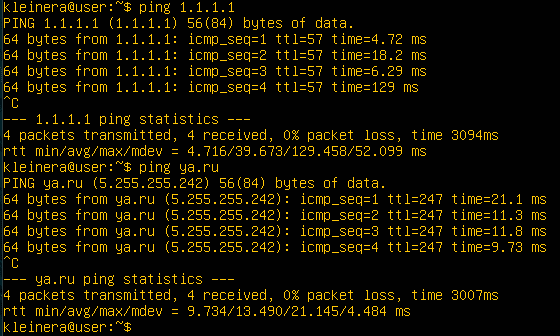 kleinera@user:~$ ping 1.1.1.1
PING 1.1.1.1 (1.1.1.1) 56(84) bytes of data.
64 bytes from 1.1.1.1: icmp_seq=1 ttl=57 time=4.72 ms
64 bytes from 1.1.1.1: icmp_seq=2 ttl=57 time=18.2 ms
64 bytes from 1.1.1.1: icmp_seq=3 ttl=57 time=6.29 ms
64 bytes from 1.1.1.1: icmp_seq=4 ttl=57 time=129 ms
^C
--- 1.1.1.1 ping statistics ---
4 packets transmitted, 4 received, 0% packet loss, time 3094ms
rtt min/avg/max/mdev = 4.716/39.673/129.458/52.099 ms
kleinera@user:~$ ping ya.ru
PING ya.ru (5.255.255.242) 56(84) bytes of data.
64 bytes from ya.ru (5.255.255.242): icmp_seq=1 ttl=247 time=21.1 ms
64 bytes from ya.ru (5.255.255.242): icmp_seq=2 ttl=247 time=11.3 ms
64 bytes from ya.ru (5.255.255.242): icmp_seq=3 ttl=247 time=11.8 ms
64 bytes from ya.ru (5.255.255.242): icmp_seq=4 ttl=247 time=9.73 ms
^C
--- ya.ru ping statistics ---
4 packets transmitted, 4 received, 0% packet loss, time 3007ms
rtt min/avg/max/mdev = 9.734/13.490/21.145/4.484 ms
kleinera@user:~$